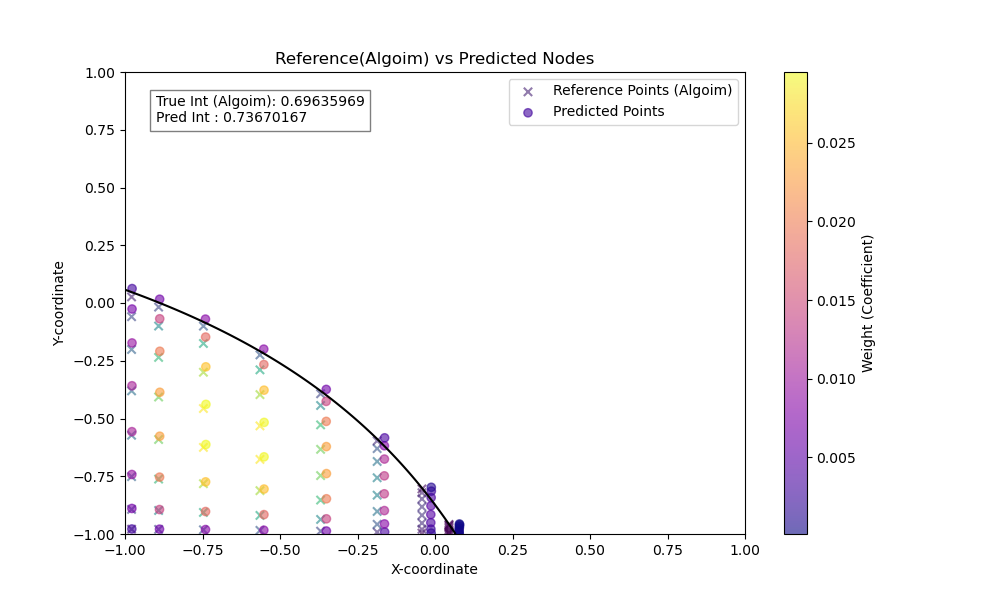 Reference(Algoim) vs Predicted Nodes
True Int (Algoim): 0.69635969
Pred Int : 0.73670167
Reference Points (Algoim)
Predicted Points
Y-coordinate
1.00
0.75
0.50
0.25
0.00
−0.25
−0.50
−0.75
−1.00
−1.00
−0.75
−0.50
−0.25
0.00
0.25
0.50
0.75
1.00
X-coordinate
0.025
0.020
0.015
0.010
0.005
Weight (Coefficient)